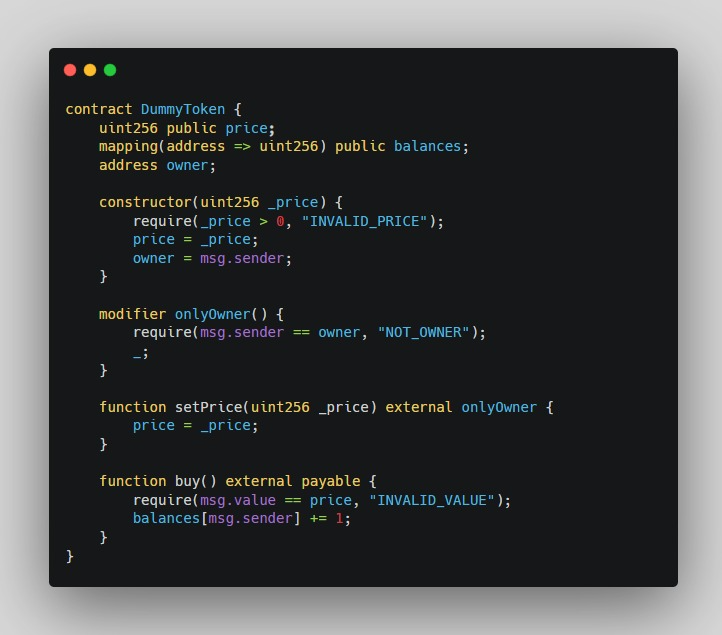 contract DummyToken {
    uint256 public price;
    mapping(address => uint256) public balances;
    address owner;

    constructor(uint256 _price) {
        require(_price > 0, "INVALID_PRICE");
        price = _price;
        owner = msg.sender;
    }

    modifier onlyOwner() {
        require(msg.sender == owner, "NOT_OWNER");
        _;
    }

    function setPrice(uint256 _price) external onlyOwner {
        price = _price;
    }

    function buy() external payable {
        require(msg.value == price, "INVALID_VALUE");
        balances[msg.sender] += 1;
    }
}